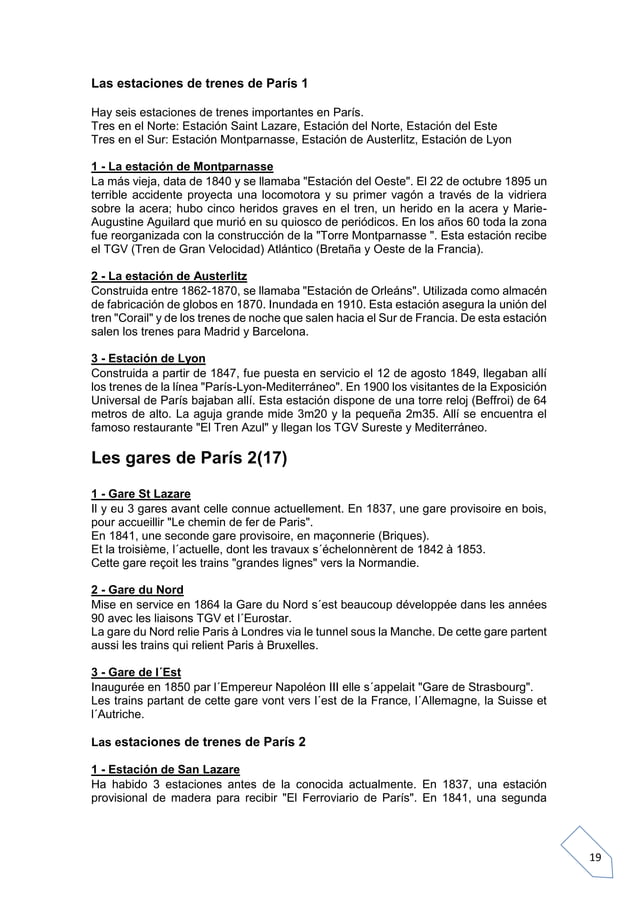 Las estaciones de trenes de París 1
Hay seis estaciones de trenes importantes en París.
Tres en el Norte: Estación Saint Lazare, Estación del Norte, Estación del Este
Tres en el Sur: Estación Montparnasse, Estación de Austerlitz, Estación de Lyon
1 - La estación de Montparnasse
La más vieja, data de 1840 y se llamaba "Estación del Oeste". El 22 de octubre 1895 un
terrible accidente proyecta una locomotora y su primer vagón a través de la vidriera
sobre la acera; hubo cinco heridos graves en el tren, un herido en la acera y Marie-
Augustine Aguilard que murió en su quiosco de periódicos. En los años 60 toda la zona
fue reorganizada con la construcción de la "Torre Montparnasse ". Esta estación recibe
el TGV (Tren de Gran Velocidad) Atlántico (Bretaña y Oeste de la Francia).
2 - La estación de Austerlitz
Construida entre 1862-1870, se llamaba "Estación de Orleáns". Utilizada como almacén
de fabricación de globos en 1870. Inundada en 1910. Esta estación asegura la unión del
tren "Corail" y de los trenes de noche que salen hacia el Sur de Francia. De esta estación
salen los trenes para Madrid y Barcelona.
3 - Estación de Lyon
Construida a partir de 1847, fue puesta en servicio el 12 de agosto 1849, llegaban allí
los trenes de la línea "París-Lyon-Mediterráneo". En 1900 los visitantes de la Exposición
Universal de París bajaban allí. Esta estación dispone de una torre reloj (Beffroi) de 64
metros de alto. La aguja grande mide 3m20 y la pequeña 2m35. Allí se encuentra el
famoso restaurante "El Tren Azul" y llegan los TGV Sureste y Mediterráneo.
Les gares de París 2(17)
1 - Gare St Lazare
Il y eu 3 gares avant celle connue actuellement. En 1837, une gare provisoire en bois,
pour accueillir "Le chemin de fer de Paris".
En 1841, une seconde gare provisoire, en maçonnerie (Briques).
Et la troisième, l´actuelle, dont les travaux s´échelonnèrent de 1842 à 1853.
Cette gare reçoit les trains "grandes lignes" vers la Normandie.
2 - Gare du Nord
Mise en service en 1864 la Gare du Nord s´est beaucoup développée dans les années
90 avec les liaisons TGV et l´Eurostar.
La gare du Nord relie Paris à Londres via le tunnel sous la Manche. De cette gare partent
aussi les trains qui relient Paris à Bruxelles.
3 - Gare de l´Est
Inaugurée en 1850 par l´Empereur Napoléon III elle s´appelait "Gare de Strasbourg".
Les trains partant de cette gare vont vers l´est de la France, l´Allemagne, la Suisse et
l´Autriche.
Las estaciones de trenes de París 2
1 - Estación de San Lazare
Ha habido 3 estaciones antes de la conocida actualmente. En 1837, una estación
provisional de madera para recibir "El Ferroviario de París". En 1841, una segunda
19